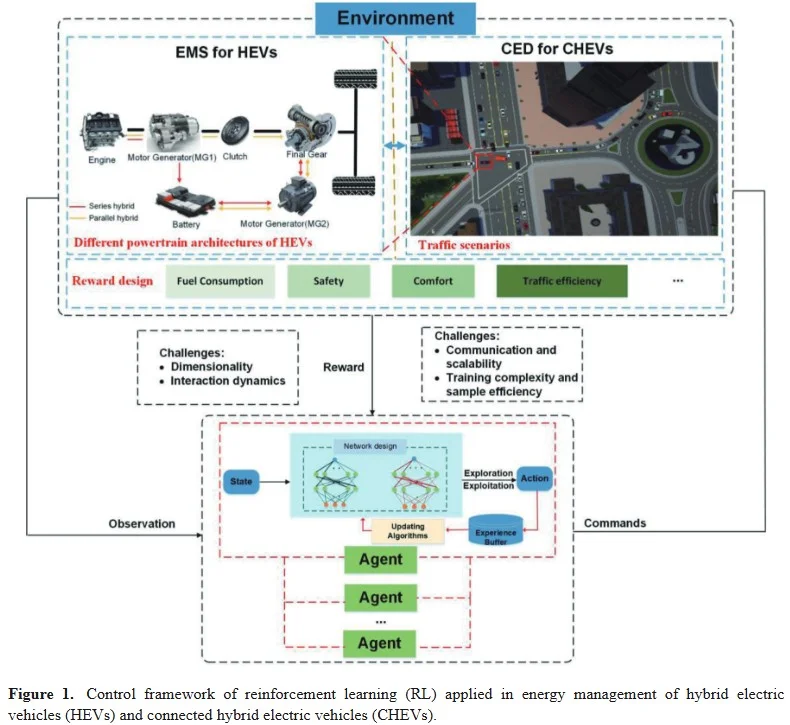 Environment
EMS for HEVs
CED for CHEVs
Engine
Motor Generator(MG1)
Clutch
Final Gear
Series hybrid
Parallel hybrid
Battery
Motor Generator(MG2)
Different powertrain architectures of HEVs
Traffic scenarios
Reward design
Fuel Consumption
Safety
Comfort
Traffic efficiency
...
Challenges:
• Dimensionality
• Interaction dynamics
Reward
Challenges:
• Communication and
scalability
• Training complexity and
sample efficiency
Network design
State
Exploration
Exploitation
Action
Updating
Algorithms
Experience
Buffer
Observation
Commands
Agent
Agent
...
Agent
Figure 1. Control framework of reinforcement learning (RL) applied in energy management of hybrid electric
vehicles (HEVs) and connected hybrid electric vehicles (CHEVs).